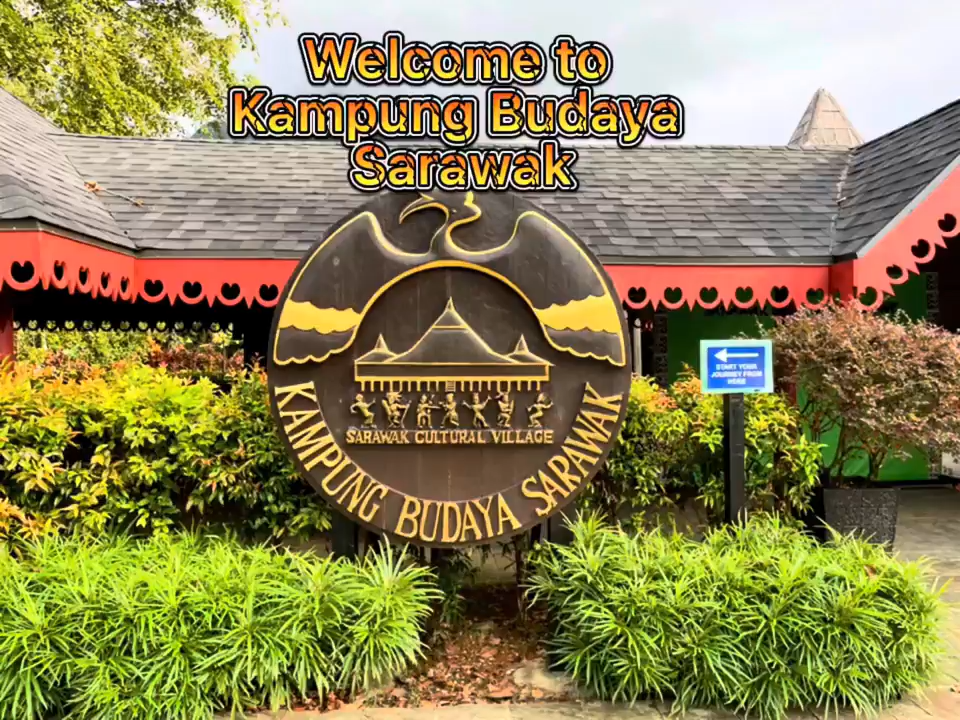 Welcome to
Kampung Budaya
Sarawak
SARAWAK CULTURAL VILLAGE
KAMPUNG BUDAYA SARAWAK
START YOUR
JOURNEY FROM
HERE